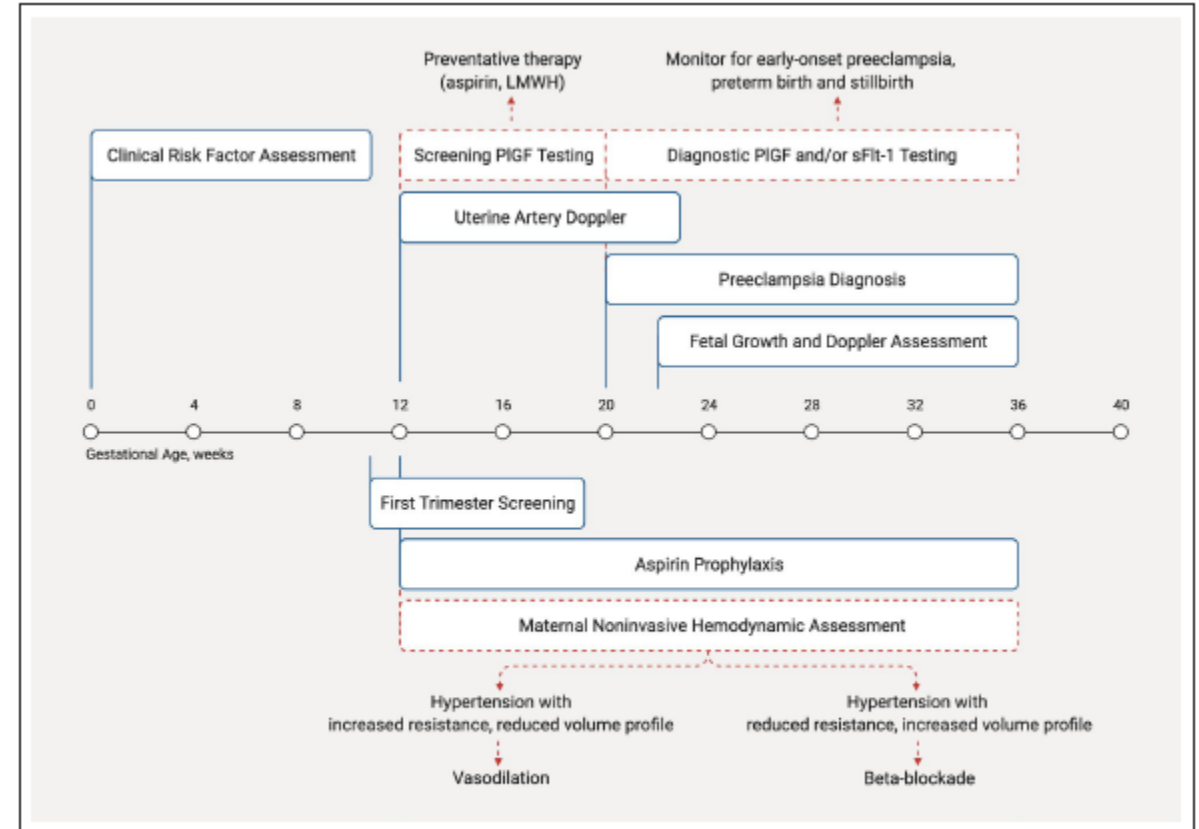 Preventative therapy
(aspirin, LMWH)
Monitor for early-onset preeclampsia,
preterm birth and stillbirth
Clinical Risk Factor Assessment
Screening PlGF Testing
Diagnostic PlGF and/or sFlt-1 Testing
Uterine Artery Doppler
Preeclampsia Diagnosis
Fetal Growth and Doppler Assessment
0 4 8 12 16 20 24 28 32 36 40
Gestational Age, weeks
First Trimester Screening
Aspirin Prophylaxis
Maternal Noninvasive Hemodynamic Assessment
Hypertension with
increased resistance, reduced volume profile
Hypertension with
reduced resistance, increased volume profile
Vasodilation
Beta-blockade